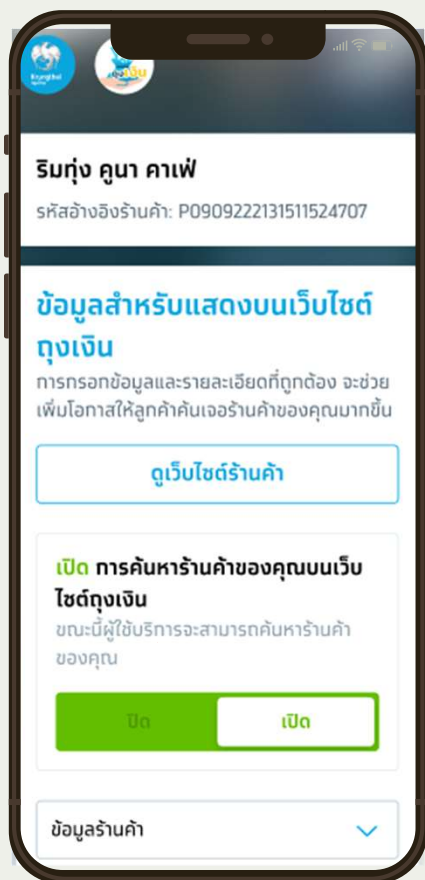 Krungthai
ถุงเงิน
ริมทุ่ง คูนา คาเฟ่
รหัสอ้างอิงร้านค้า: P0909222131511524707
ข้อมูลสำหรับแสดงบนเว็บไซต์
ถุงเงิน
การกรอกข้อมูลและรายละเอียดที่ถูกต้อง จะช่วย
เพิ่มโอกาสให้ลูกค้าค้นเจอร้านค้าของคุณมากขึ้น
ดูเว็บไซต์ร้านค้า
เปิด การค้นหาร้านค้าของคุณบนเว็บ
ไซต์ถุงเงิน
ขณะนี้ผู้ใช้บริการจะสามารถค้นหาร้านค้า
ของคุณ
ปิด เปิด
ข้อมูลร้านค้า